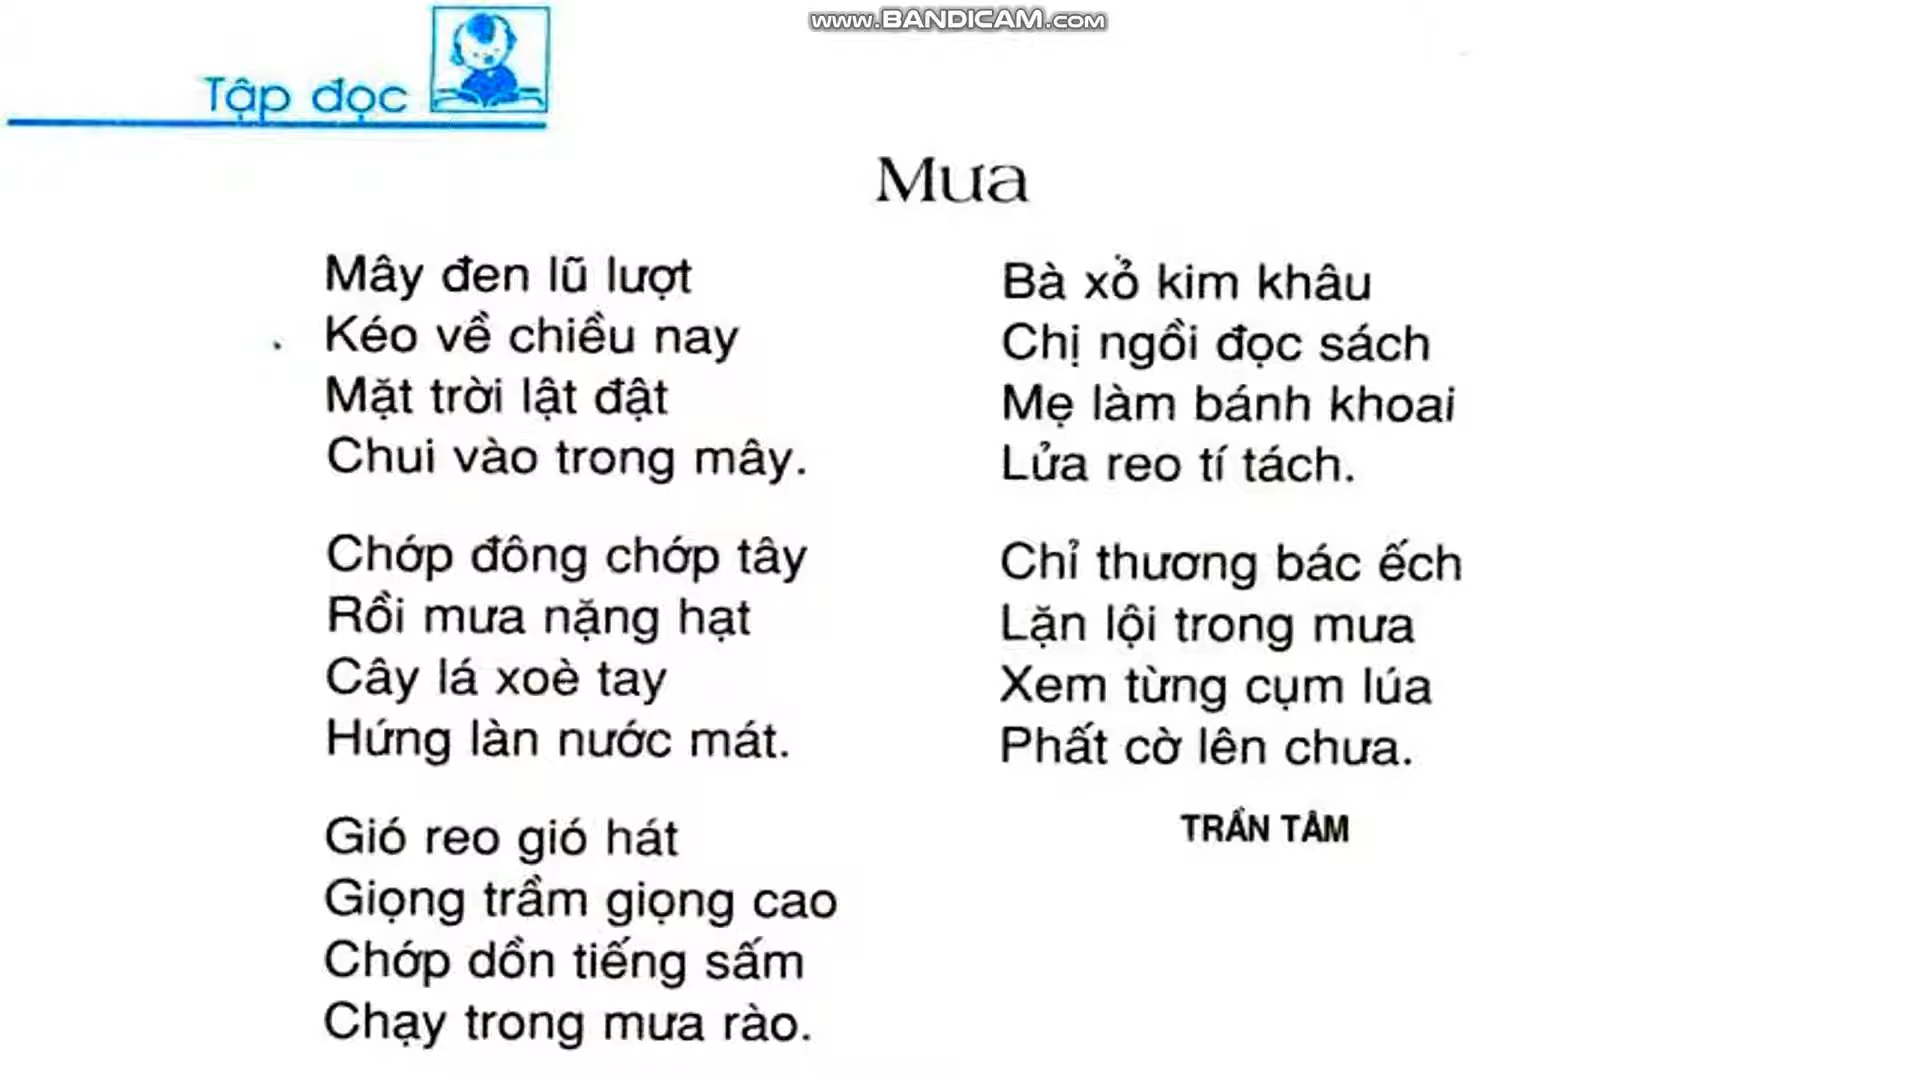 www.BANDICAM.com
Tập đọc
Mưa
Mây đen lũ lượt
Kéo về chiều nay
Mặt trời lật đật
Chui vào trong mây.
Chớp đông chớp tây
Rồi mưa nặng hạt
Cây lá xoè tay
Hứng làn nước mát.
Gió reo gió hát
Giọng trầm giọng cao
Chớp dồn tiếng sấm
Chạy trong mưa rào.
Bà xỏ kim khâu
Chị ngồi đọc sách
Mẹ làm bánh khoai
Lửa reo tí tách.
Chỉ thương bác ếch
Lặn lội trong mưa
Xem từng cụm lúa
Phất cờ lên chưa.
TRẦN TÂM